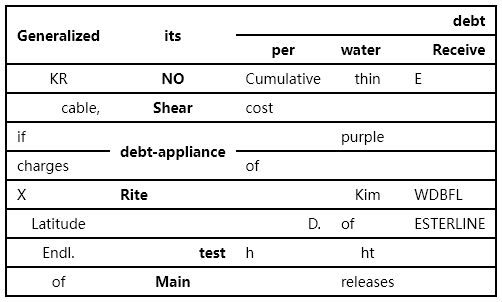 debt
Generalized its
per water Receive
KR NO Cumulative thin E
cable, Shear cost
if purple
debt-appliance
charges of
X Rite Kim WDBFL
Latitude D. of ESTERLINE
Endl. test h ht
of Main releases